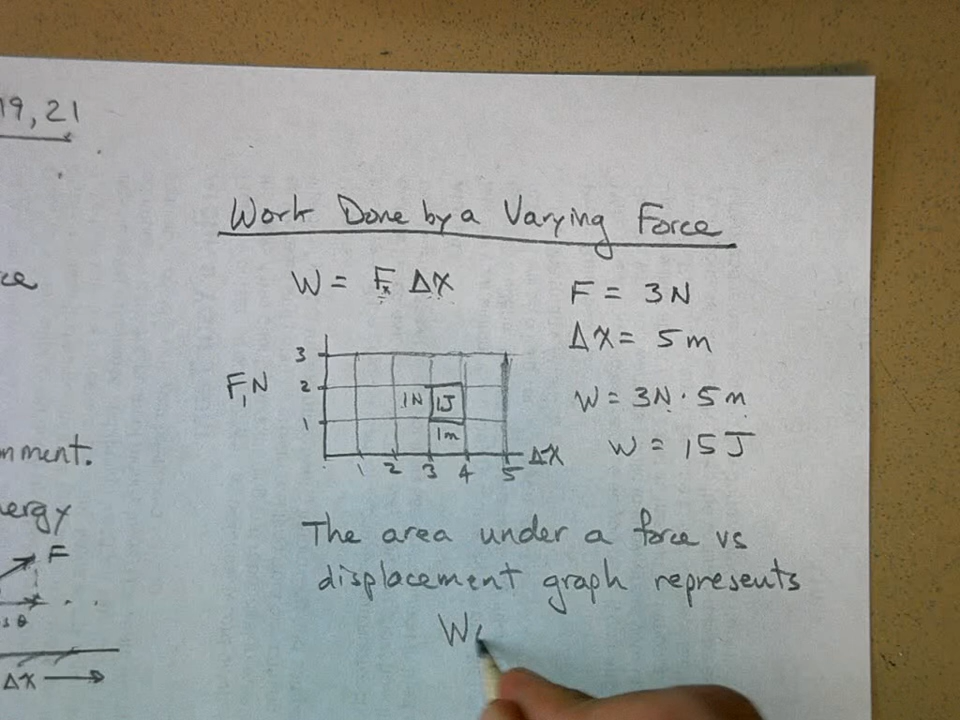 19, 21
ce
nment.
ergy
F
s θ
Δx
Work Done by a Varying Force
W = Fx Δx
F = 3N
Δx = 5m
W = 3N · 5m
W = 15J
3
F, N 2 1N 1J
1 1m
1 2 3 4 5 Δx
The area under a force vs
displacement graph represents
Wo